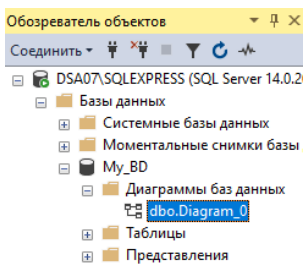 Обозреватель объектов
Соединить
DSA07\SQLEXPRESS (SQL Server 14.0.2
Базы данных
Системные базы данных
Моментальные снимки базы
My_BD
Диаграммы баз данных
dbo.Diagram_0
Таблицы
Представления